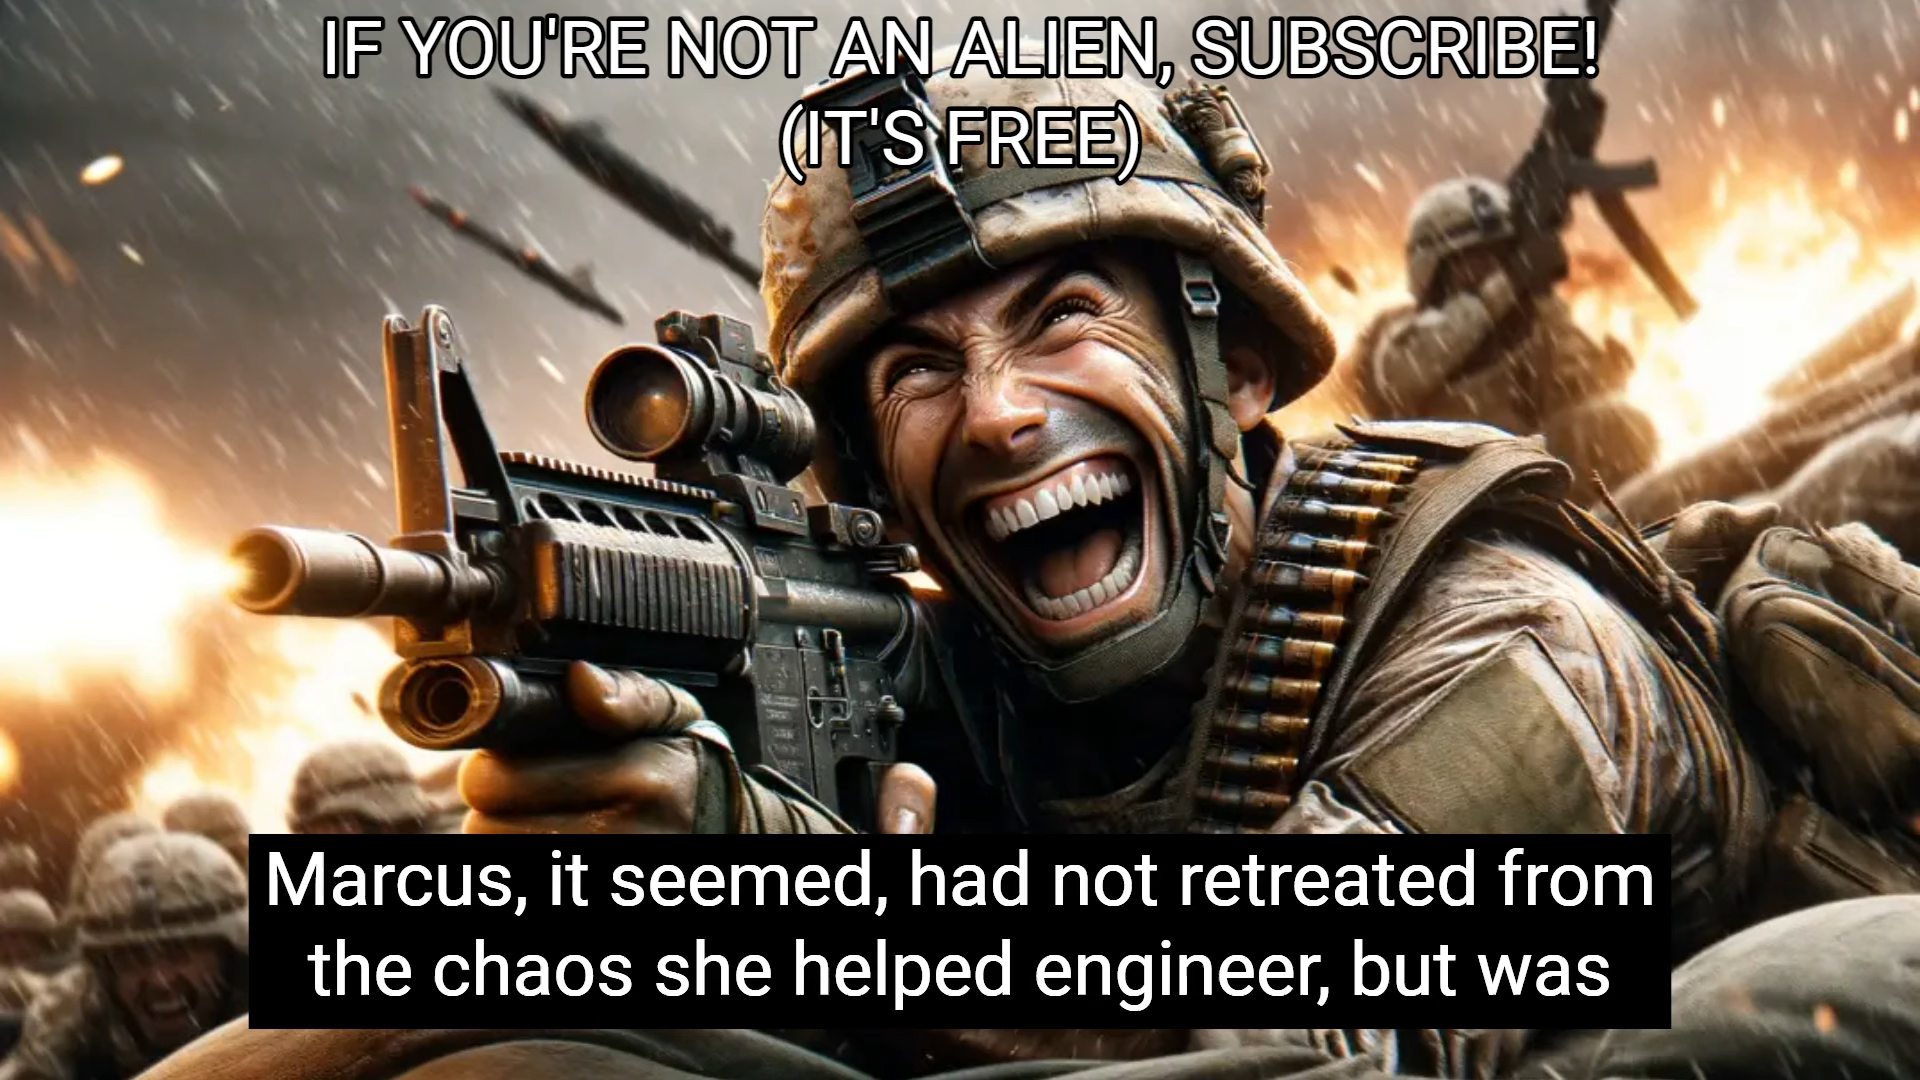 IF YOU'RE NOT AN ALIEN, SUBSCRIBE!
(IT'S FREE)
Marcus, it seemed, had not retreated from
the chaos she helped engineer, but was